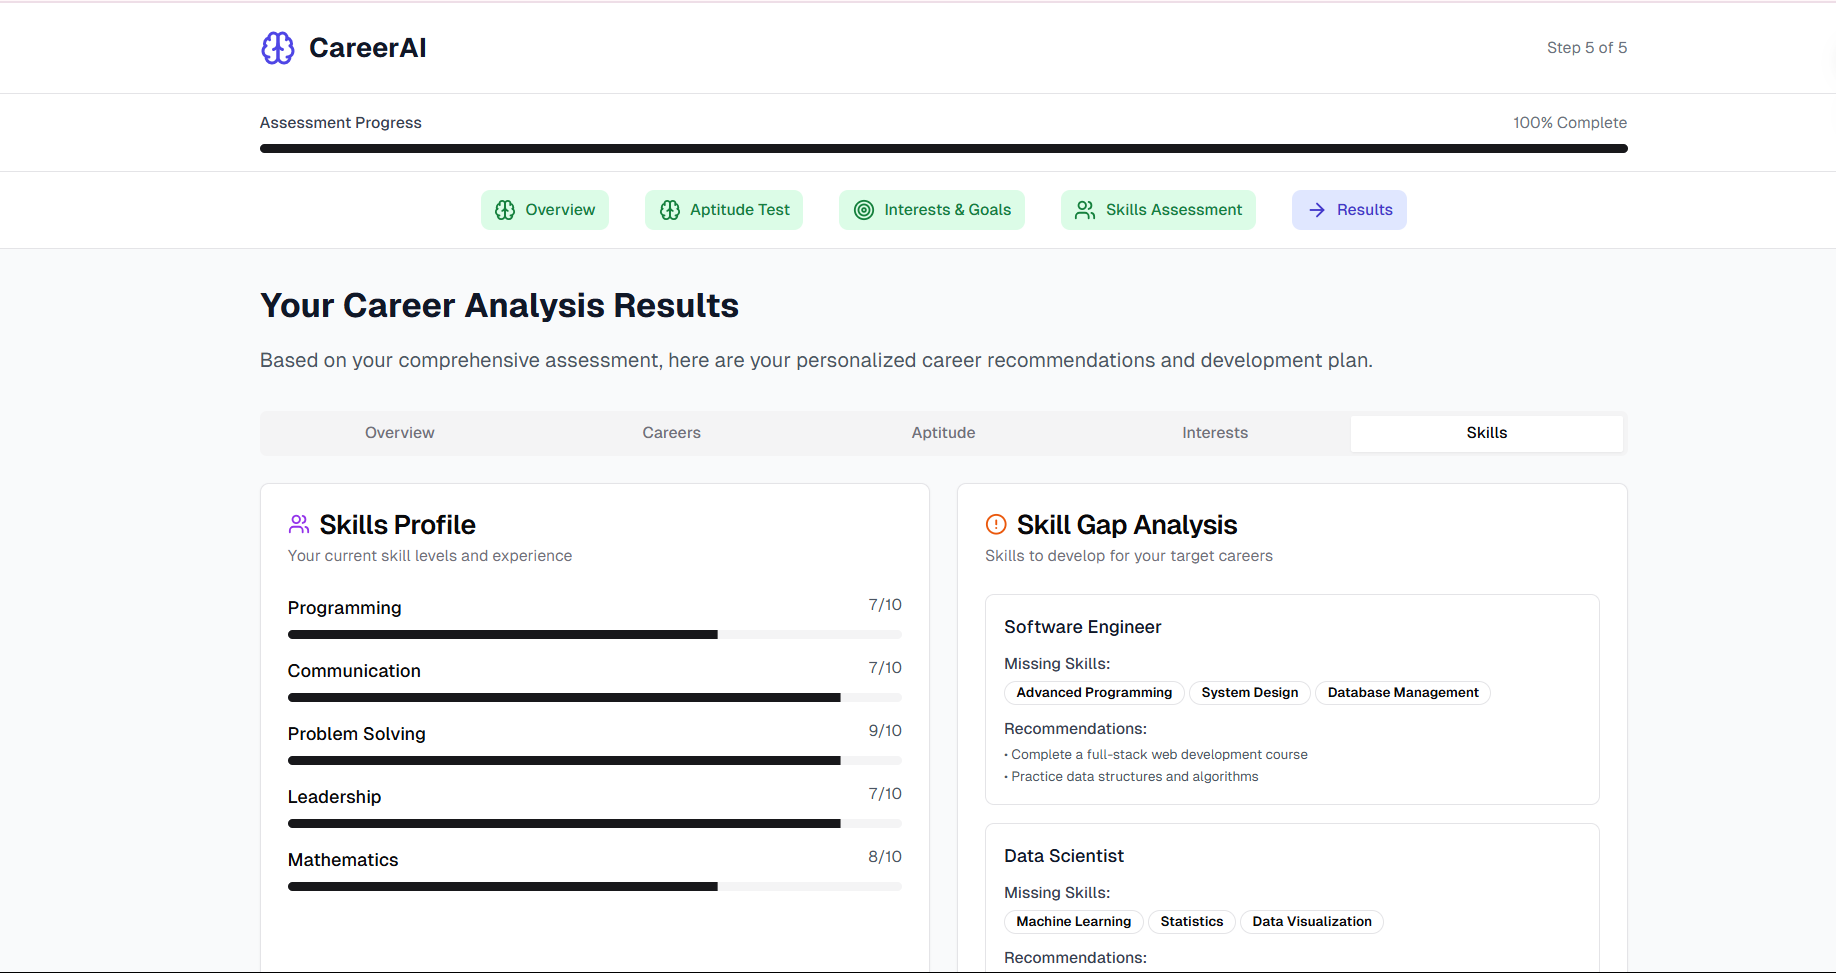 CareerAI
Step 5 of 5
Assessment Progress
100% Complete
Overview
Aptitude Test
Interests & Goals
Skills Assessment
Results
Your Career Analysis Results
Based on your comprehensive assessment, here are your personalized career recommendations and development plan.
Overview
Careers
Aptitude
Interests
Skills
Skills Profile
Your current skill levels and experience
Programming
7/10
Communication
7/10
Problem Solving
9/10
Leadership
7/10
Mathematics
8/10
Skill Gap Analysis
Skills to develop for your target careers
Software Engineer
Missing Skills:
Advanced Programming
System Design
Database Management
Recommendations:
• Complete a full-stack web development course
• Practice data structures and algorithms
Data Scientist
Missing Skills:
Machine Learning
Statistics
Data Visualization
Recommendations: